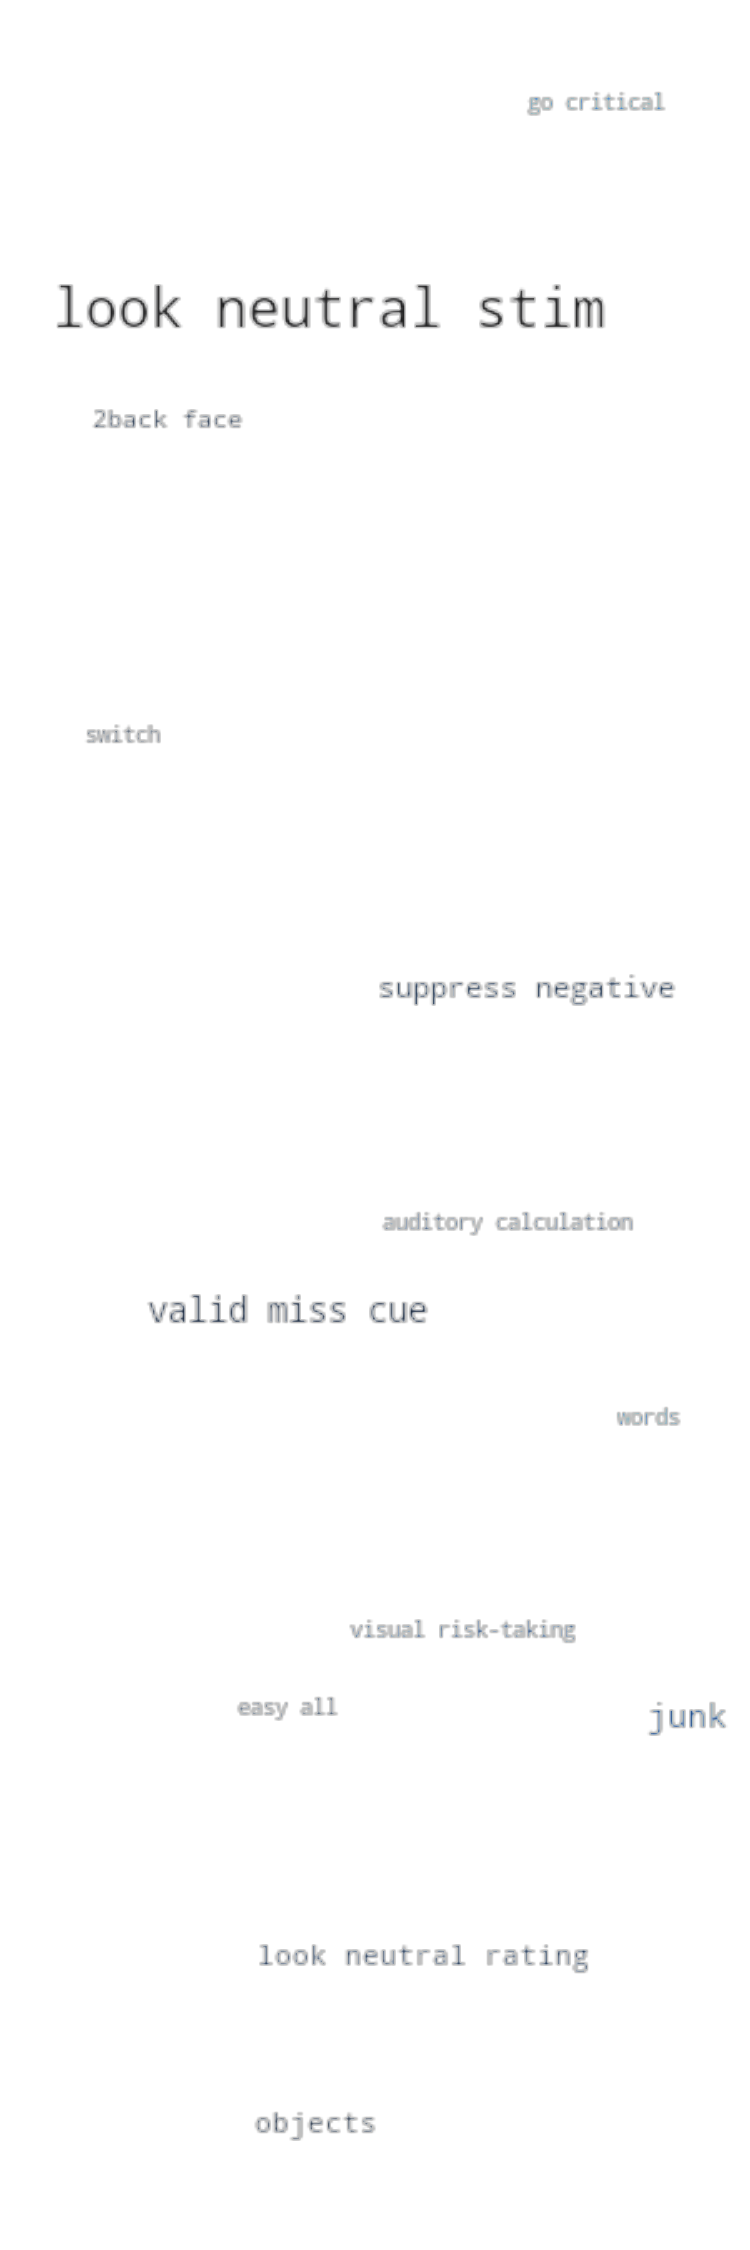 go critical
look neutral stim
2back face
switch
suppress negative
auditory calculation
valid miss cue
words
visual risk-taking
easy all
junk
look neutral rating
objects